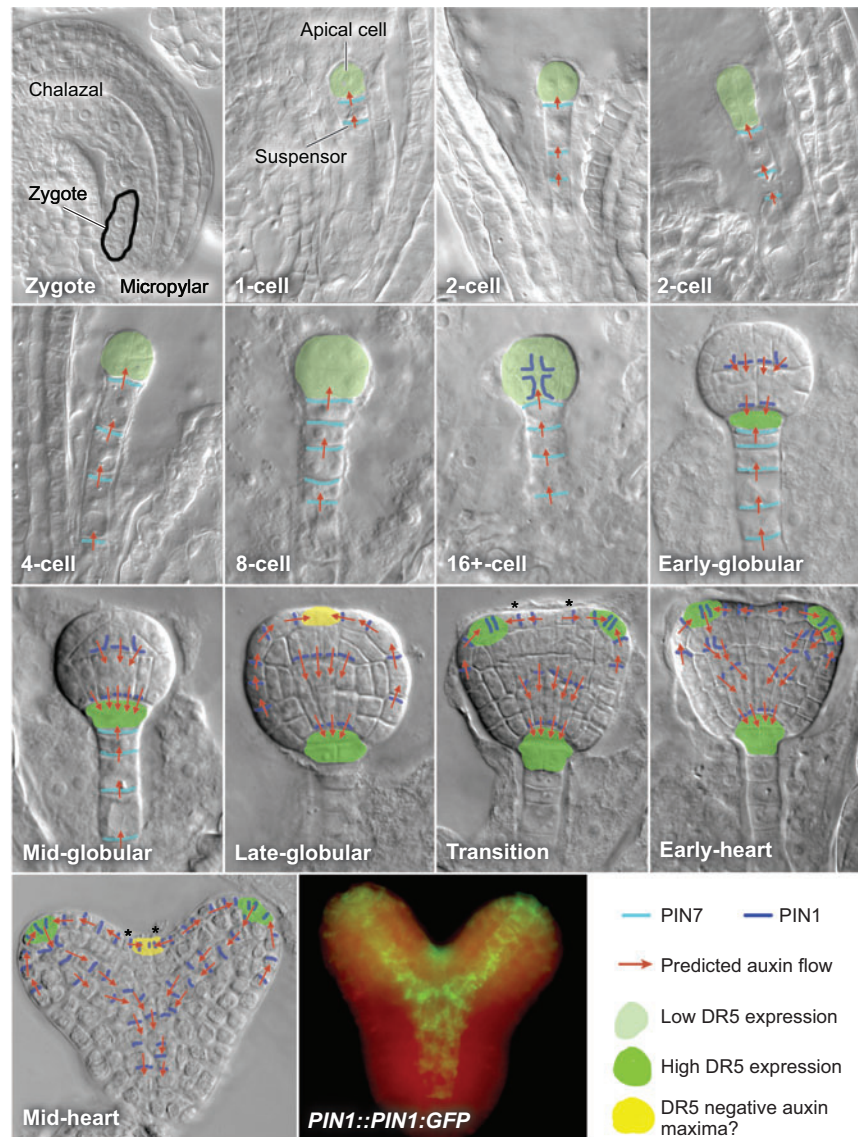 Chalazal
Zygote
Micropylar
Zygote
Apical cell
Suspensor
1-cell
2-cell
2-cell
4-cell
8-cell
16+-cell
Early-globular
Mid-globular
Late-globular
* *
Transition
Early-heart
* *
Mid-heart
PIN1::PIN1:GFP
PIN7 PIN1
Predicted auxin flow
Low DR5 expression
High DR5 expression
DR5 negative auxin
maxima?